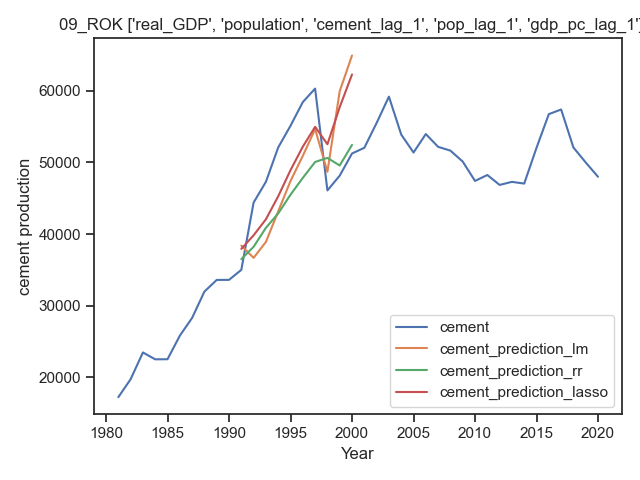 09_ROK ['real_GDP', 'population', 'cement_lag_1', 'pop_lag_1', 'gdp_pc_lag_1']
60000
50000
40000
30000
20000
cement production
cement
cement_prediction_lm
cement_prediction_rr
cement_prediction_lasso
1980 1985 1990 1995 2000 2005 2010 2015 2020
Year